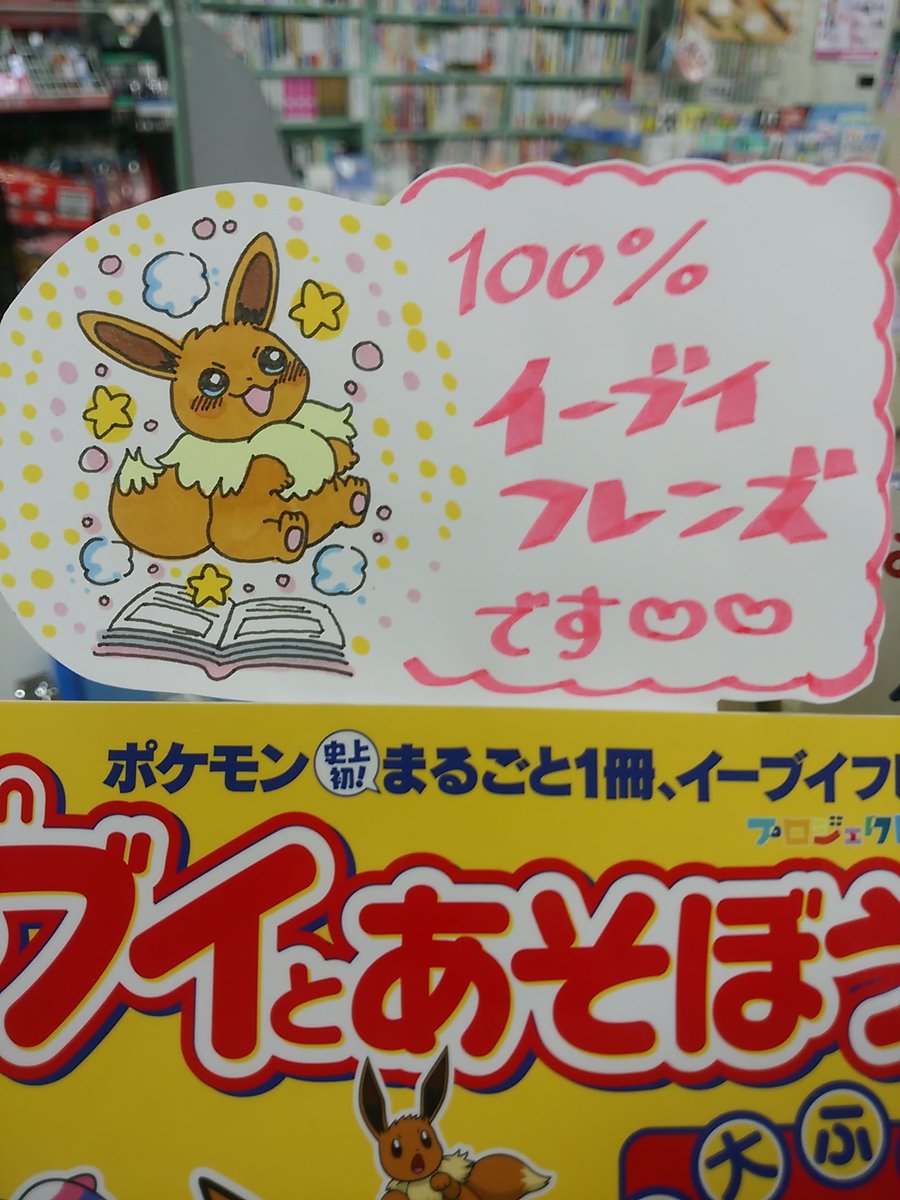 100%
イーブイ
フレンズ
です♡♡
ポケモン史上初!まるごと1冊、イーブイフレ
プロジェクト
ブイとあそぼう
大ふ